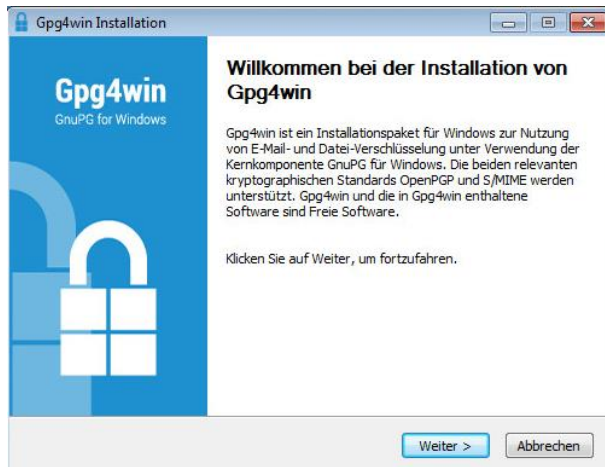 Gpg4win Installation
Gpg4win
GnuPG for Windows
Willkommen bei der Installation von
Gpg4win
Gpg4win ist ein Installationspaket für Windows zur Nutzung
von E-Mail- und Datei-Verschlüsselung unter Verwendung der
Kernkomponente GnuPG für Windows. Die beiden relevanten
kryptographischen Standards OpenPGP und S/MIME werden
unterstützt. Gpg4win und die in Gpg4win enthaltene
Software sind Freie Software.
Klicken Sie auf Weiter, um fortzufahren.
Weiter >
Abbrechen